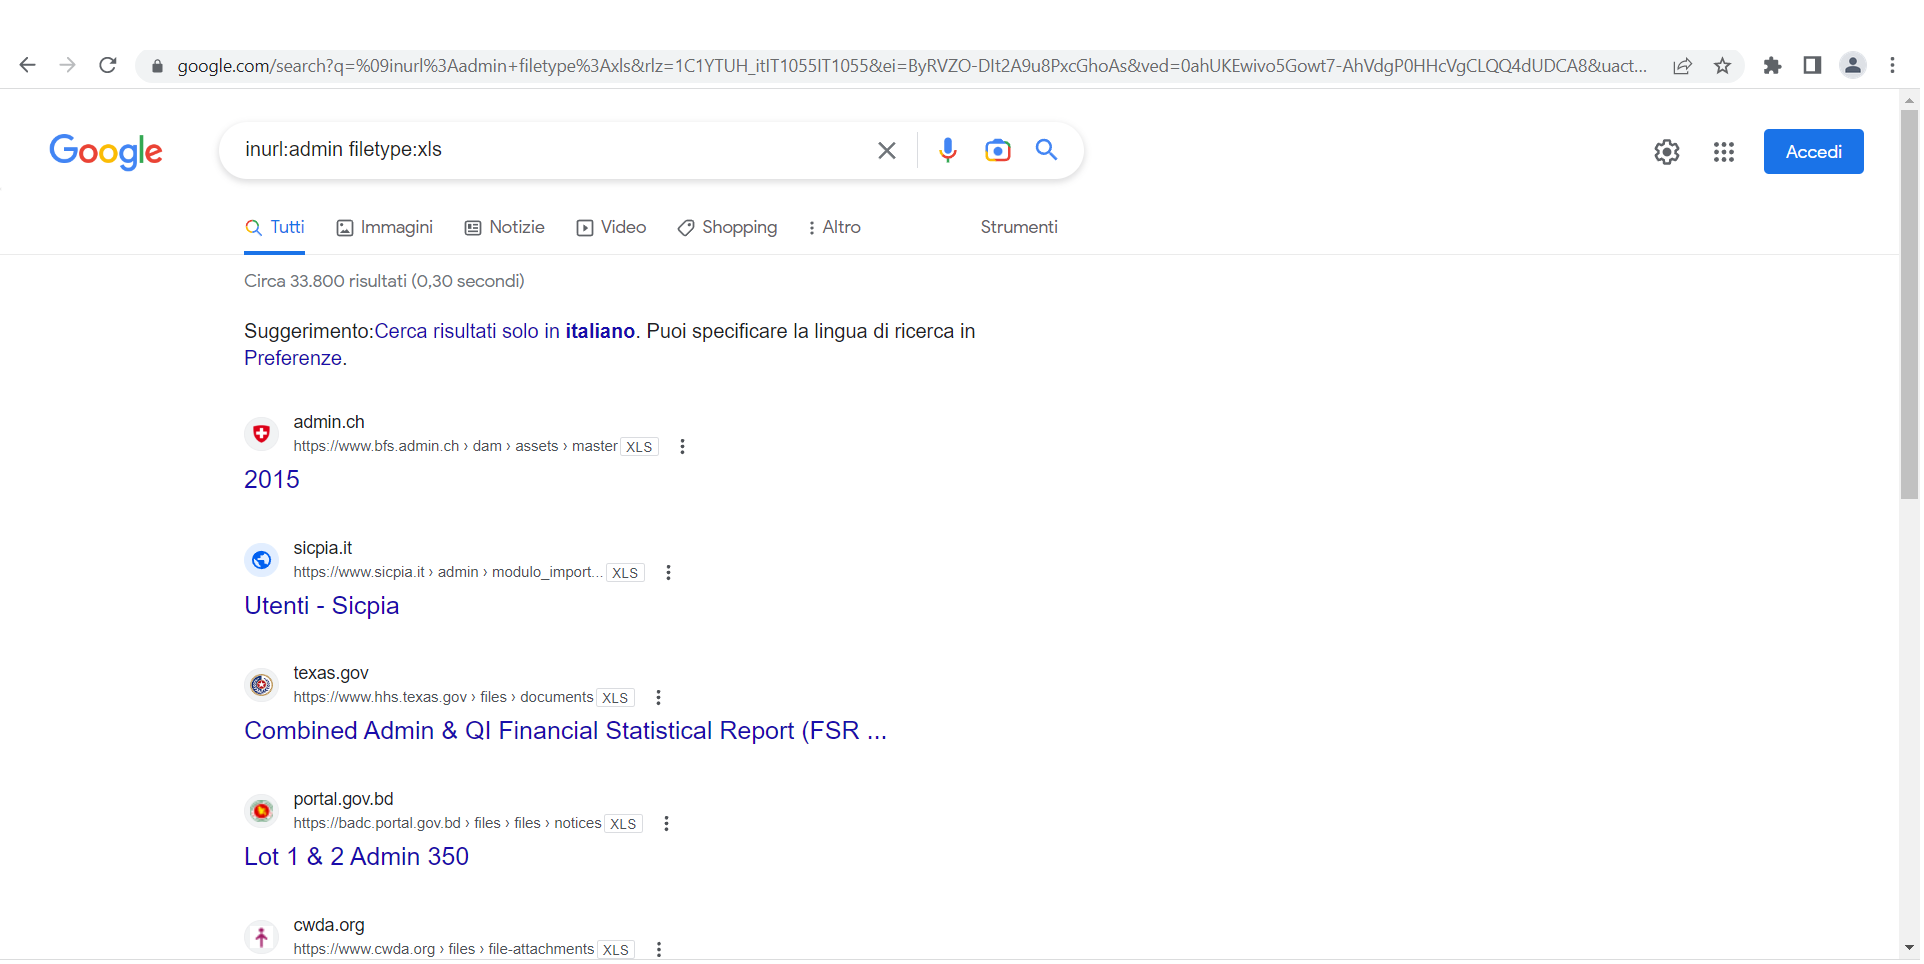 google.com/search?q=%09inurl%3Aadmin+filetype%3Axls&rlz=1C1YTUH_itIT1055IT1055&ei=ByRVZO-DIt2A9u8PxcGhoAs&ved=0ahUKEwivo5Gowt7-AhVdgP0HHcVgCLQQ4dUDCA8&uact...
Google
inurl:admin filetype:xls
Accedi
Tutti Immagini Notizie Video Shopping Altro Strumenti
Circa 33.800 risultati (0,30 secondi)
Suggerimento:Cerca risultati solo in italiano. Puoi specificare la lingua di ricerca in
Preferenze.
admin.ch
https://www.bfs.admin.ch › dam › assets › master XLS
2015
sicpia.it
https://www.sicpia.it › admin › modulo_import... XLS
Utenti - Sicpia
texas.gov
https://www.hhs.texas.gov › files › documents XLS
Combined Admin & QI Financial Statistical Report (FSR ...
portal.gov.bd
https://badc.portal.gov.bd › files › files › notices XLS
Lot 1 & 2 Admin 350
cwda.org
https://www.cwda.org › files › file-attachments XLS